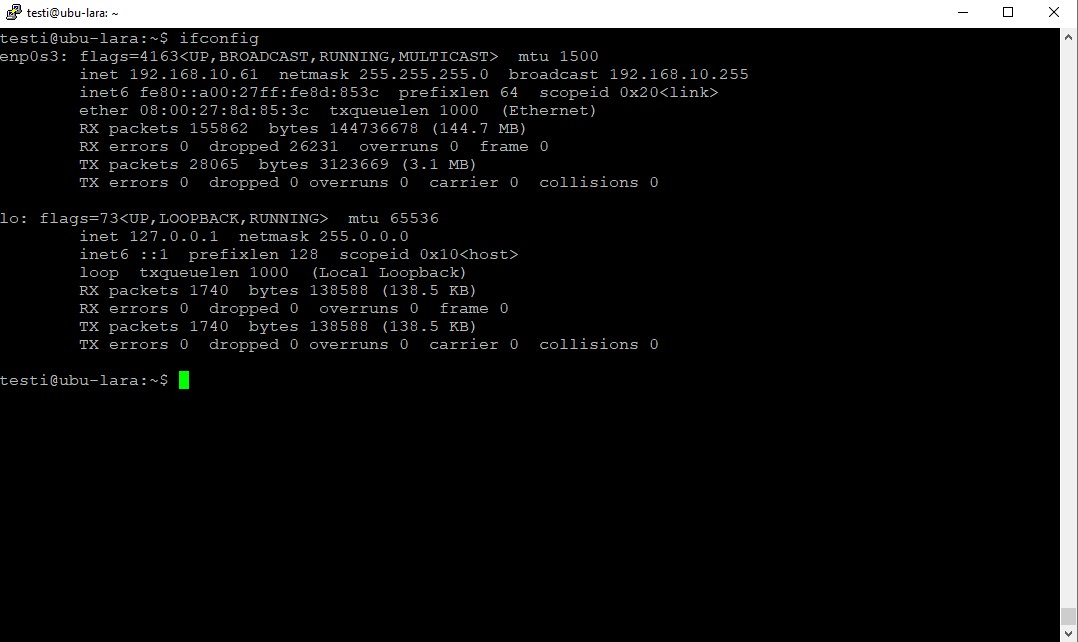 testi@ubu-lara: ~
testi@ubu-lara:~$ ifconfig
enp0s3: flags=4163<UP,BROADCAST,RUNNING,MULTICAST>  mtu 1500
        inet 192.168.10.61  netmask 255.255.255.0  broadcast 192.168.10.255
        inet6 fe80::a00:27ff:fe8d:853c  prefixlen 64  scopeid 0x20<link>
        ether 08:00:27:8d:85:3c  txqueuelen 1000  (Ethernet)
        RX packets 155862  bytes 144736678 (144.7 MB)
        RX errors 0  dropped 26231  overruns 0  frame 0
        TX packets 28065  bytes 3123669 (3.1 MB)
        TX errors 0  dropped 0 overruns 0  carrier 0  collisions 0

lo: flags=73<UP,LOOPBACK,RUNNING>  mtu 65536
        inet 127.0.0.1  netmask 255.0.0.0
        inet6 ::1  prefixlen 128  scopeid 0x10<host>
        loop  txqueuelen 1000  (Local Loopback)
        RX packets 1740  bytes 138588 (138.5 KB)
        RX errors 0  dropped 0  overruns 0  frame 0
        TX packets 1740  bytes 138588 (138.5 KB)
        TX errors 0  dropped 0 overruns 0  carrier 0  collisions 0

testi@ubu-lara:~$